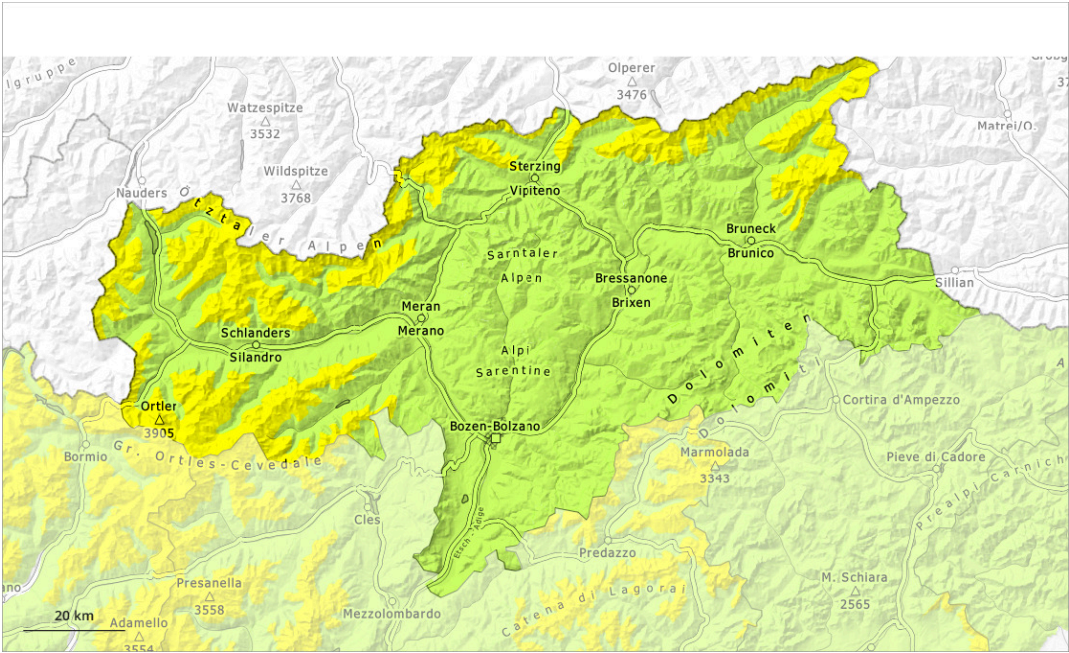 lgruppe
Olperer
3476
Watzespitze
3532
Matrei/O.
Wildspitze
3768
Nauders
Sterzing
Vipiteno
Ötztaler Alpen
Bruneck
Brunico
Sarntaler
Alpen
Bressanone
Brixen
Sillian
Meran
Merano
Schlanders
Silandro
Alpi
Sarentine
Dolomiten
Dolomiti
Ortler
3905
Cortina d'Ampezzo
Bozen-Bolzano
Gr. Ortles-Cevedale
Bormio
Marmolada
3343
Pieve di Cadore
Prealpi Carnich
Cles
Etsch - Adige
Predazzo
Presanella
3558
M. Schiara
2565
ano
Mezzolombardo
Catena di Lagorai
20 km
Adamello
3554